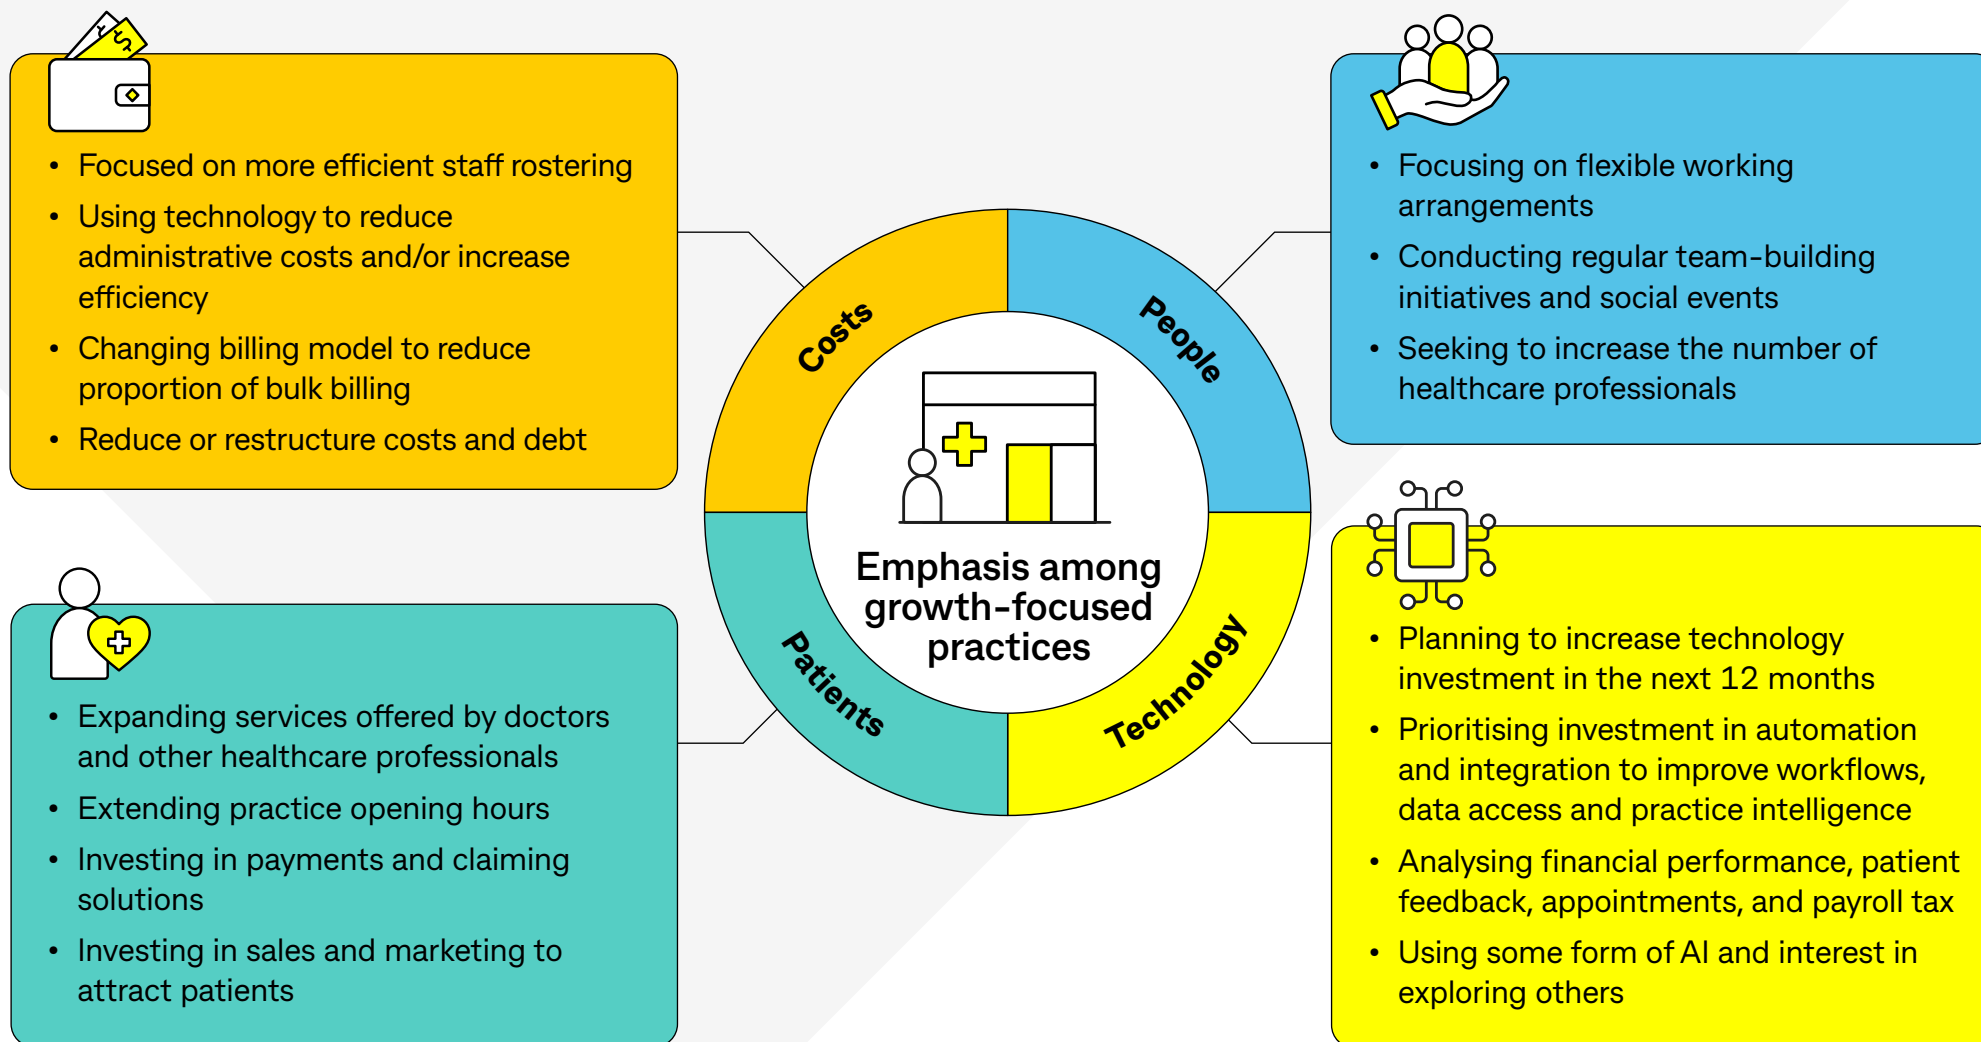 • Focused on more efficient staff rostering
• Using technology to reduce
administrative costs and/or increase
efficiency
• Changing billing model to reduce
proportion of bulk billing
• Reduce or restructure costs and debt
• Focusing on flexible working
arrangements
• Conducting regular team-building
initiatives and social events
• Seeking to increase the number of
healthcare professionals
Costs
People
Emphasis among
growth-focused
practices
Patients
Technology
• Expanding services offered by doctors
and other healthcare professionals
• Extending practice opening hours
• Investing in payments and claiming
solutions
• Investing in sales and marketing to
attract patients
• Planning to increase technology
investment in the next 12 months
• Prioritising investment in automation
and integration to improve workflows,
data access and practice intelligence
• Analysing financial performance, patient
feedback, appointments, and payroll tax
• Using some form of AI and interest in
exploring others